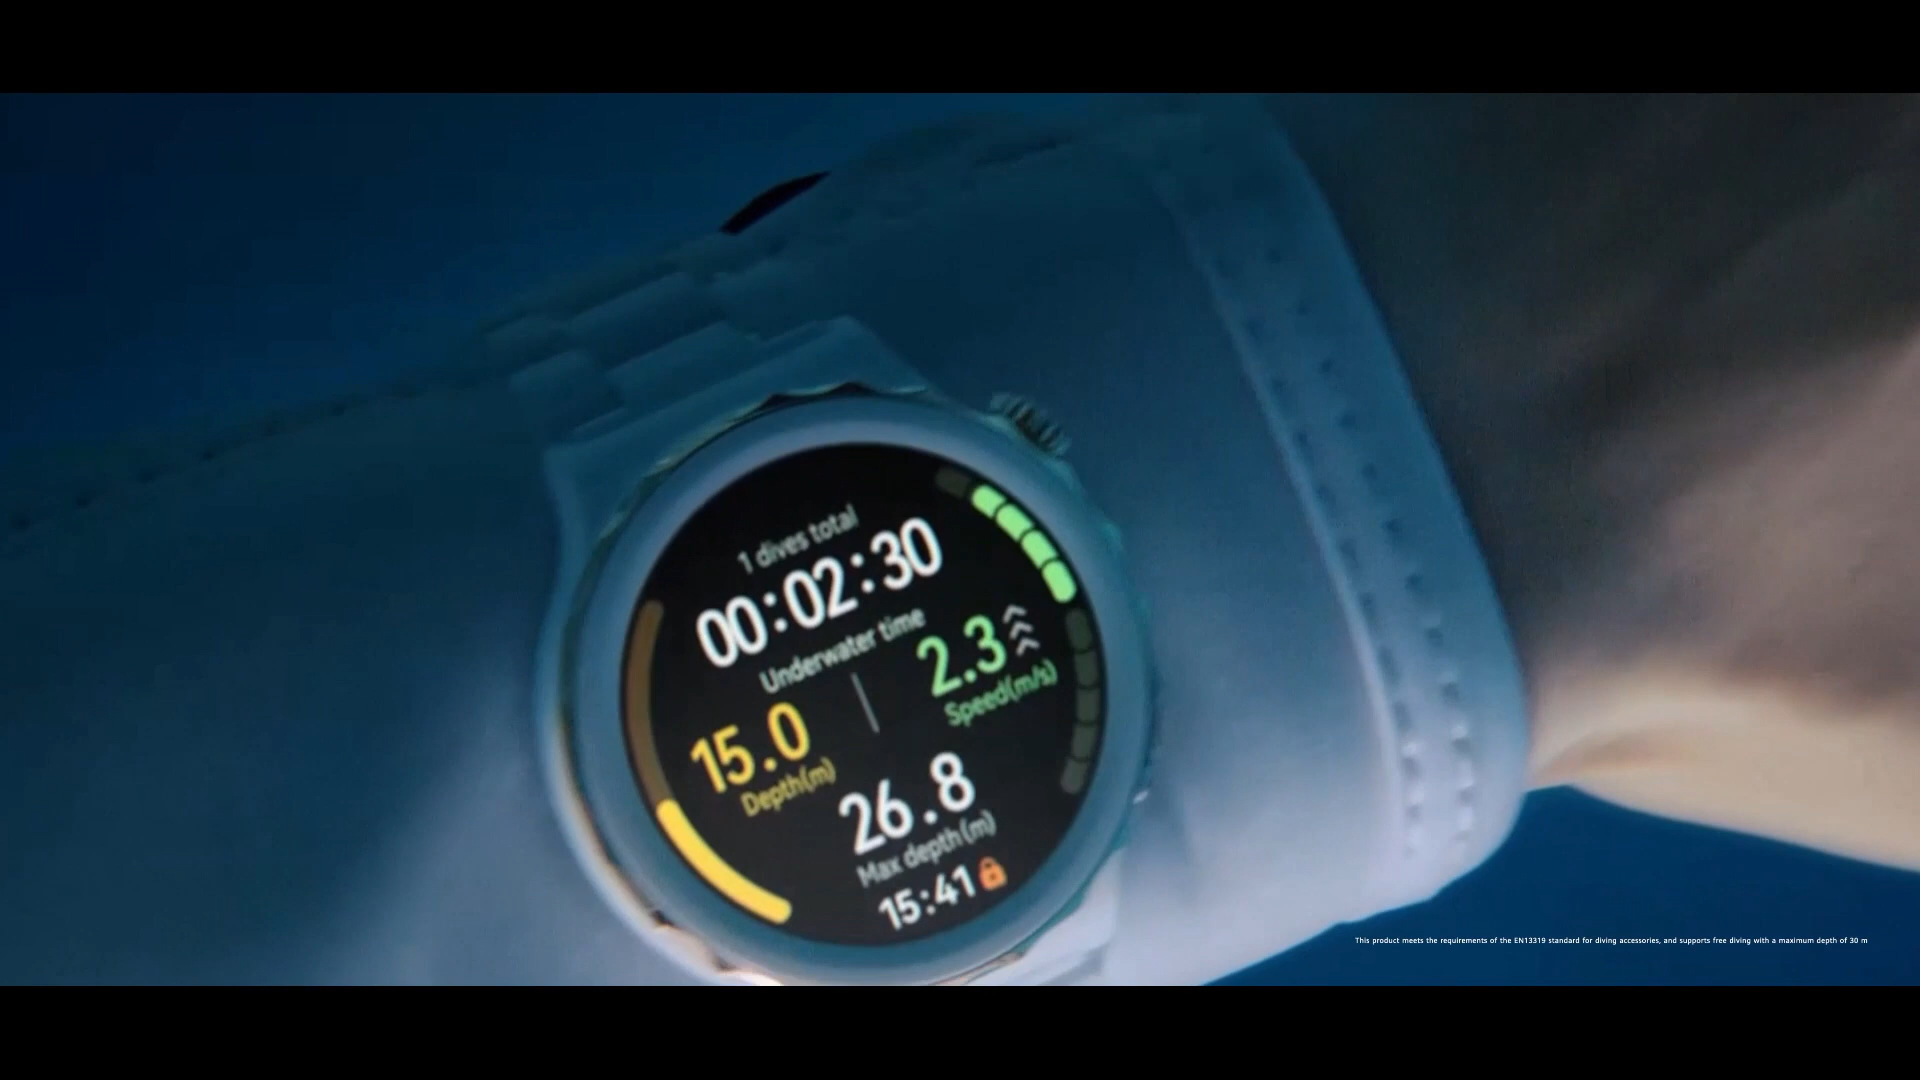 1 dives total
00:02:30
Underwater time
2.3
Speed(m/s)
15.0
Depth(m)
26.8
Max depth(m)
15:41
This product meets the requirements of the EN13319 standard for diving accessories, and supports free diving with a maximum depth of 30 m